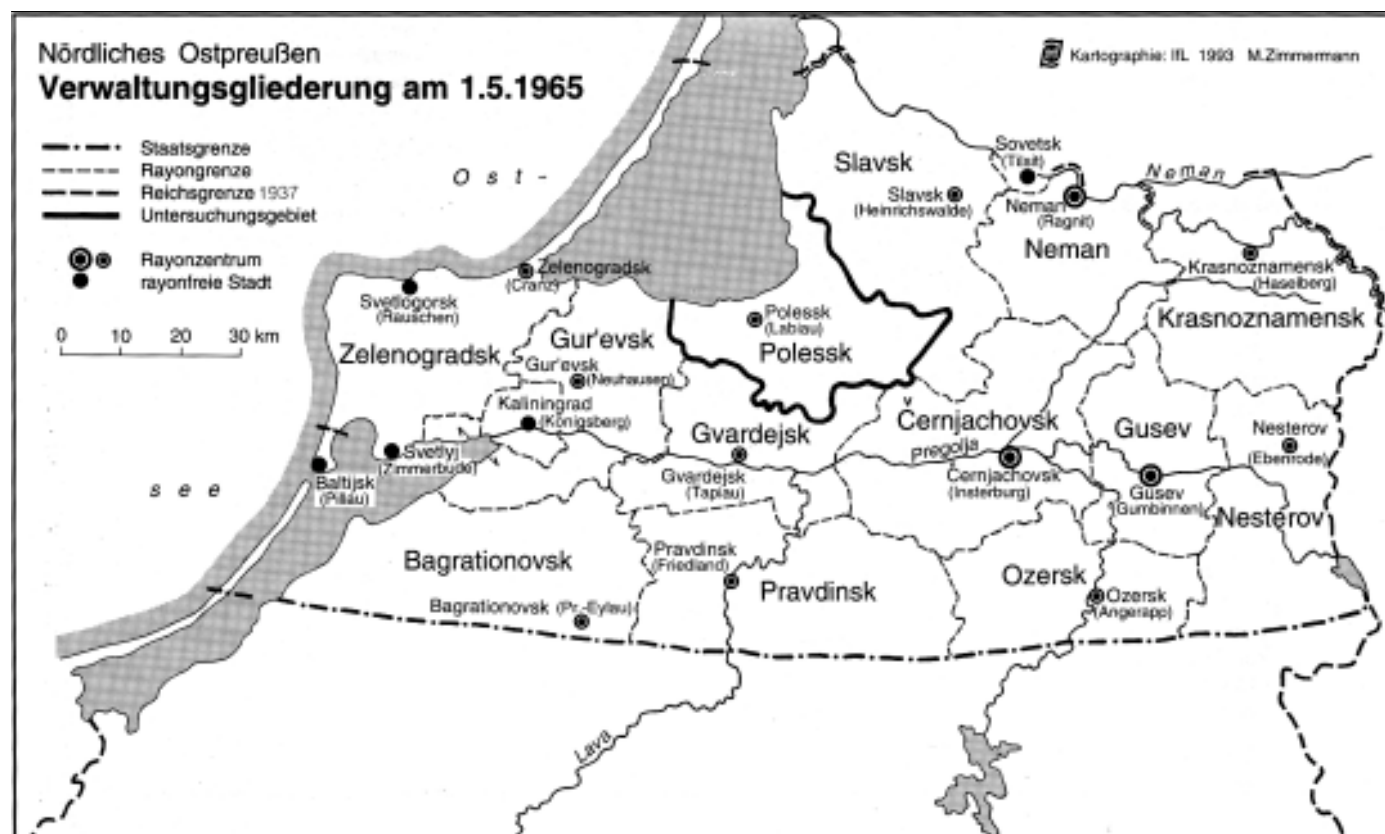 Nördliches Ostpreußen
Verwaltungsgliederung am 1.5.1965
Kartographie: IfL 1993 M.Zimmermann
Staatsgrenze
Rayongrenze
Reichsgrenze 1937
Untersuchungsgebiet
Rayonzentrum
rayonfreie Stadt
0 10 20 30 km
Ost-
see
Slavsk
Slavsk
(Heinrichswalde)
Sovetsk
(Tilsit)
Neman
Neman
(Ragnit)
Neman
Krasnoznamensk
(Haselberg)
Krasnoznamensk
Zelenogradsk
(Cranz)
Svetlogorsk
(Rauschen)
Zelenogradsk
Gur'evsk
Gur'evsk
(Neuhausen)
Polessk
(Labiau)
Polessk
Kaliningrad
(Königsberg)
Svetlyj
(Zimmerbude)
Baltijsk
(Pillau)
Gvardejsk
Gvardejsk
(Tapiau)
Černjachovsk
Pregolja
Černjachovsk
(Insterburg)
Gusev
Gusev
(Gumbinnen)
Nesterov
(Ebenrode)
Nesterov
Bagrationovsk
Bagrationovsk (Pr.-Eylau)
Pravdinsk
(Friedland)
Pravdinsk
Ozersk
Ozersk
(Angerapp)
Lava